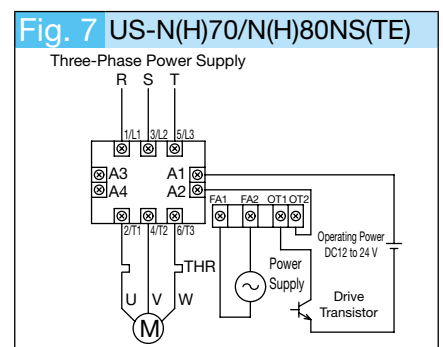 Fig. 7 US-N(H)70/N(H)80NS(TE)
Three-Phase Power Supply
R S T
1/L1 3/L2 5/L3
A3 A1
A4 A2
FA1 FA2 OT1 OT2
2/T1 4/T2 6/T3
Operating Power
DC12 to 24 V
THR
Power
Supply
U V W
Drive
Transistor
M